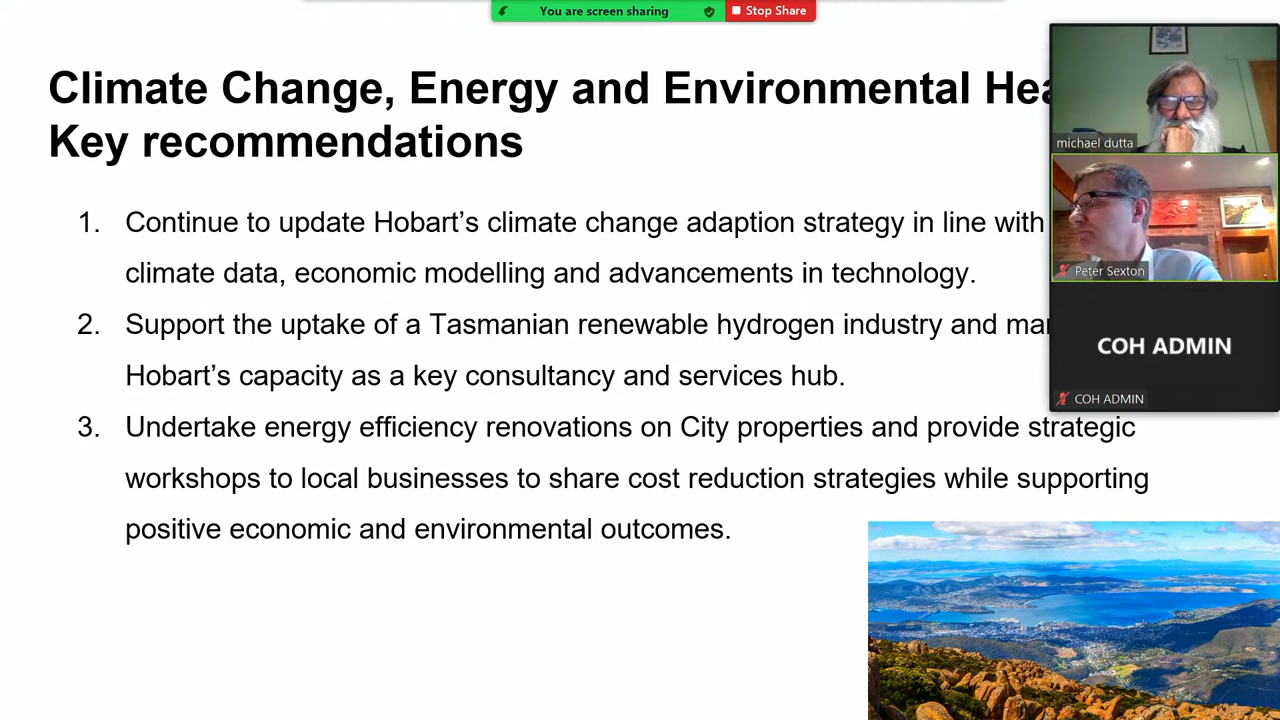 You are screen sharing
Stop Share
Climate Change, Energy and Environmental
Key recommendations
1. Continue to update Hobart’s climate change adaption strategy in line with
climate data, economic modelling and advancements in technology.
2. Support the uptake of a Tasmanian renewable hydrogen industry and
Hobart’s capacity as a key consultancy and services hub.
3. Undertake energy efficiency renovations on City properties and provide strategic
workshops to local businesses to share cost reduction strategies while supporting
positive economic and environmental outcomes.
michael dutta
Peter Sexton
COH ADMIN
COH ADMIN